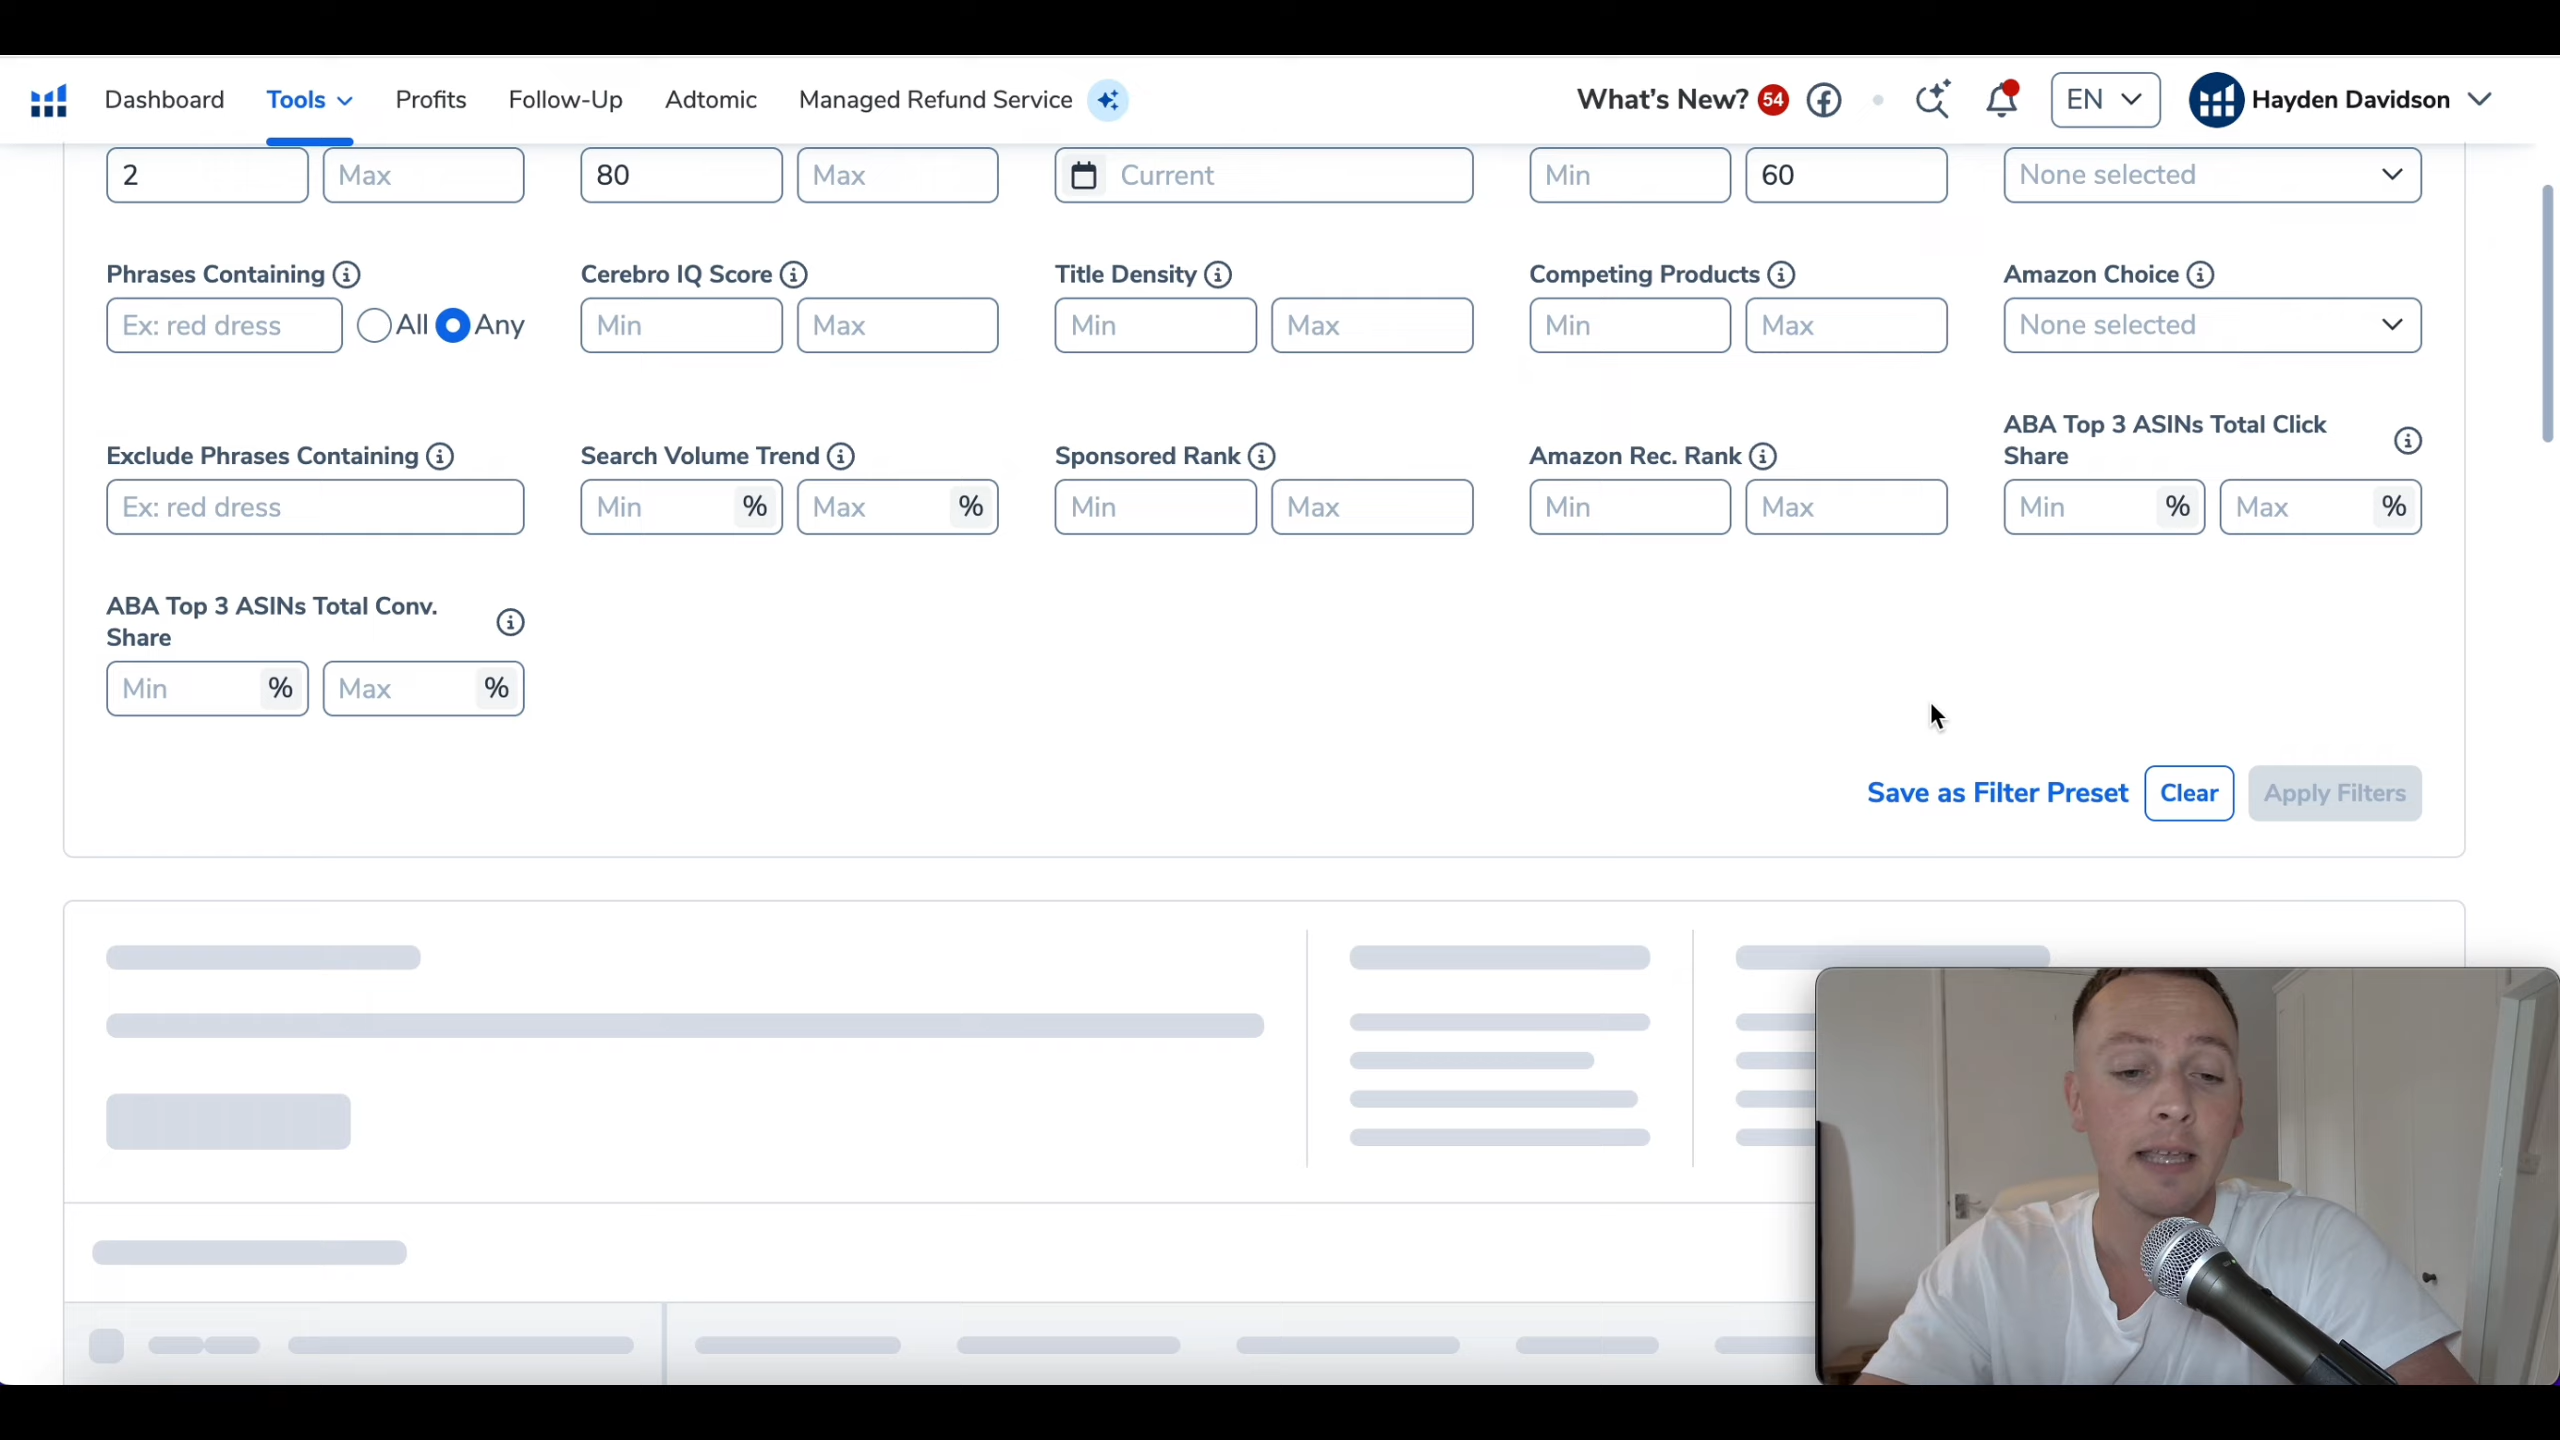 Dashboard Tools Profits Follow-Up Adtomic Managed Refund Service What's New? 54 EN Hayden Davidson
2 Max 80 Max Current Min 60 None selected
Phrases Containing Cerebro IQ Score Title Density Competing Products Amazon Choice
Ex: red dress All Any Min Max Min Max Min Max None selected
ABA Top 3 ASINs Total Click
Exclude Phrases Containing Search Volume Trend Sponsored Rank Amazon Rec. Rank Share
Ex: red dress Min % Max % Min Max Min Max Min % Max %
ABA Top 3 ASINs Total Conv.
Share
Min % Max %
Save as Filter Preset Clear Apply Filters